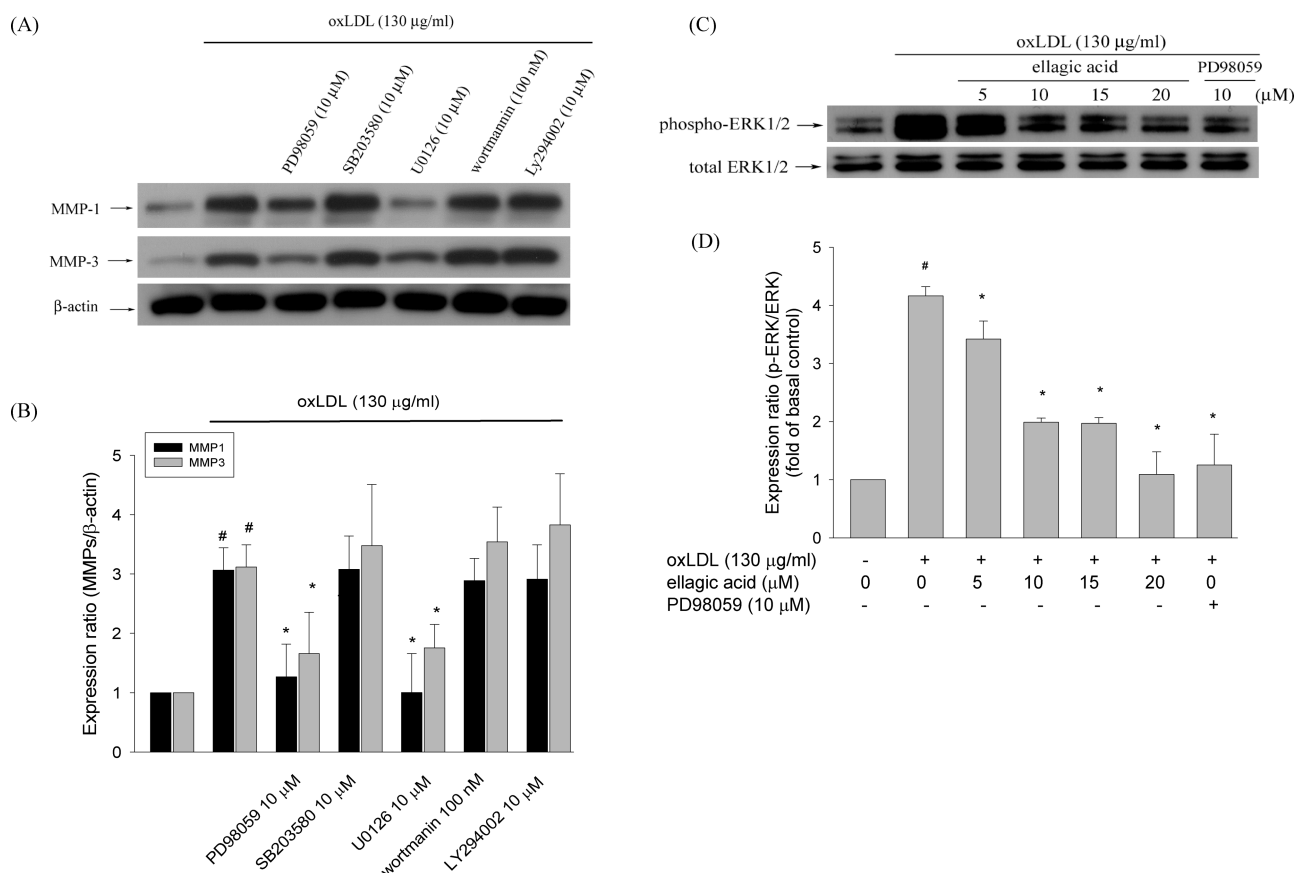 (A)
oxLDL (130 μg/ml)
PD98059 (10 μM)
SB203580 (10 μM)
U0126 (10 μM)
wortmannin (100 nM)
Ly294002 (10 μM)
MMP-1
MMP-3
β-actin
(B)
oxLDL (130 μg/ml)
MMP1
MMP3
Expression ratio (MMPs/β-actin)
5
4
3
2
1
0
# #
* *
* *
PD98059 10 μM
SB203580 10 μM
U0126 10 μM
wortmanin 100 nM
LY294002 10 μM
(C)
oxLDL (130 μg/ml)
ellagic acid PD98059
5 10 15 20 10 (μM)
phospho-ERK1/2
total ERK1/2
(D)
Expression ratio (p-ERK/ERK)
(fold of basal control)
5
4
3
2
1
0
# * * * * *
oxLDL (130 μg/ml) - + + + + + +
ellagic acid (μM) 0 0 5 10 15 20 0
PD98059 (10 μM) - - - - - - +